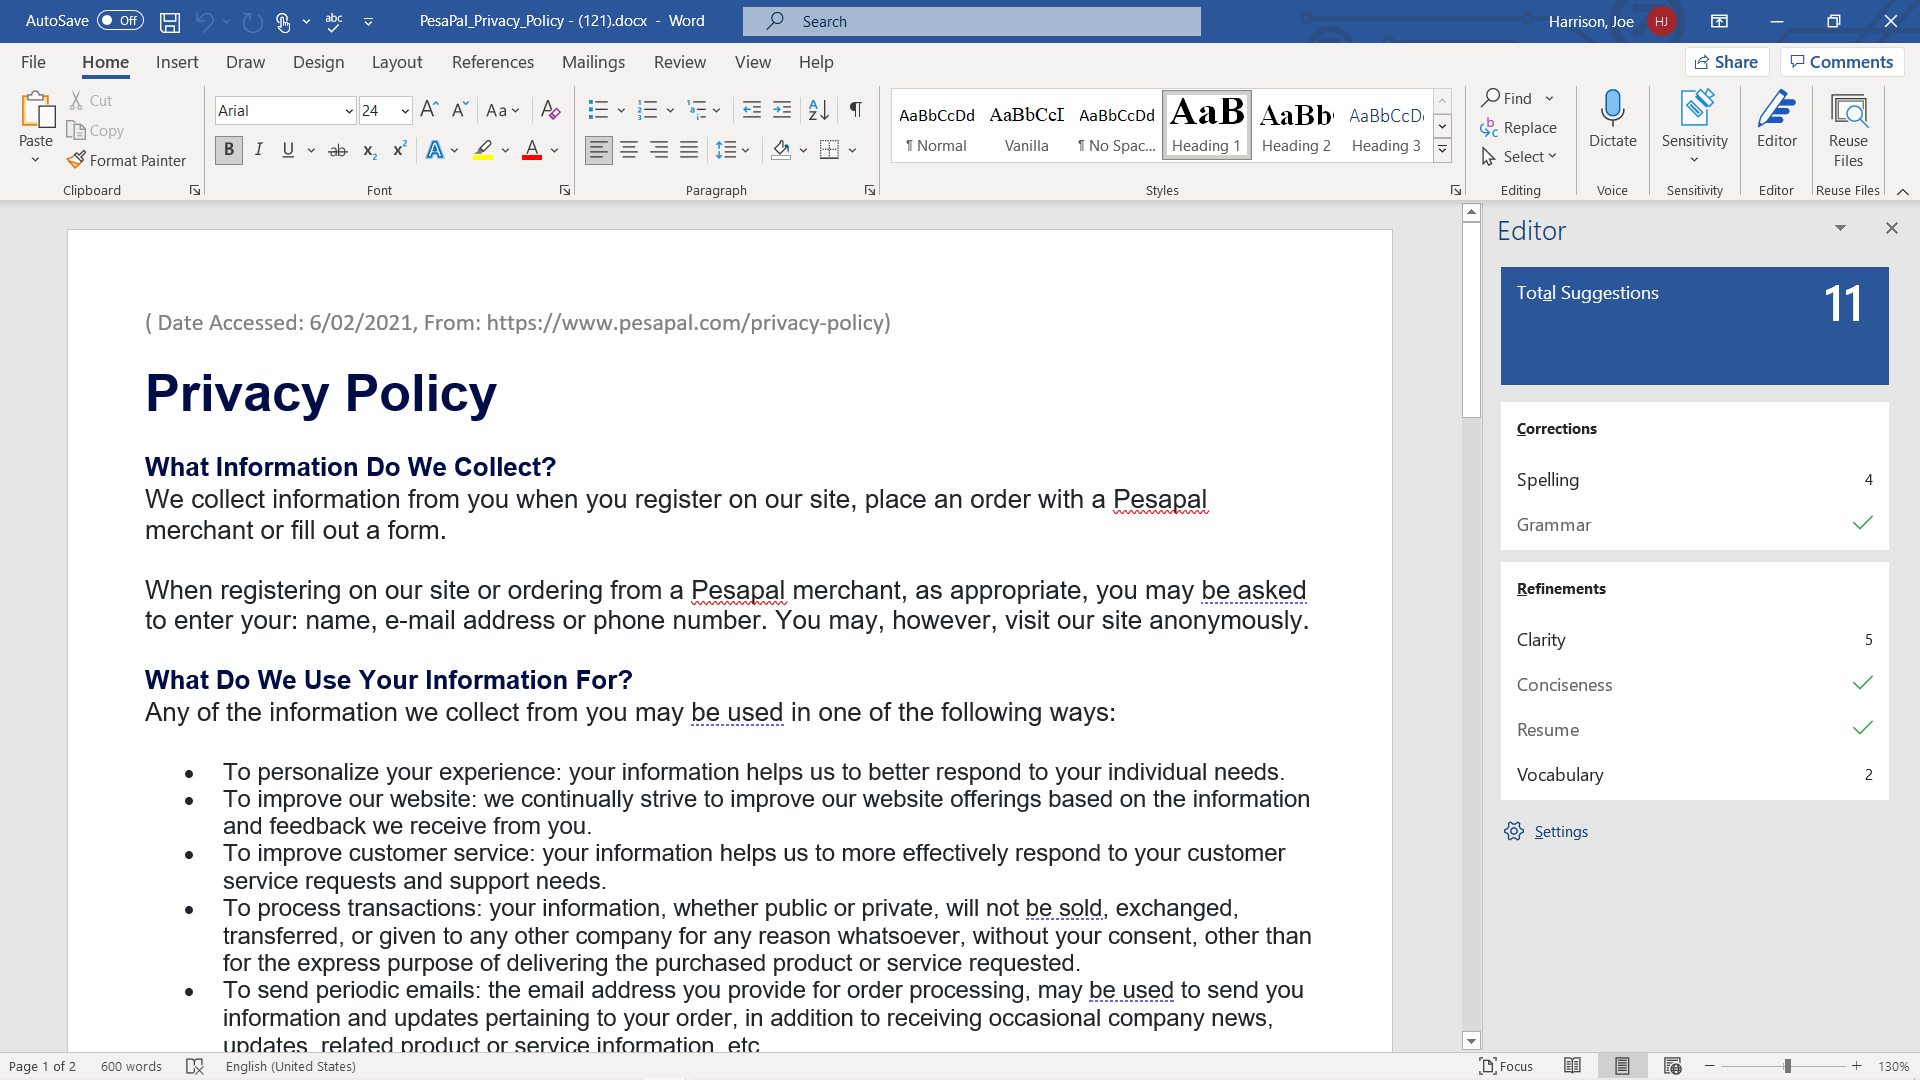 AutoSave Off abc PesaPal_Privacy_Policy - (121).docx - Word Search Harrison, Joe HJ
File Home Insert Draw Design Layout References Mailings Review View Help Share Comments
Paste
Cut
Copy
Format Painter
Clipboard
Arial 24 A A Aa A
B I U ab x2 x2 A A
Font
Paragraph
AaBbCcDd AaBbCcI AaBbCcDd AaB AaBb AaBbCcD
¶ Normal Vanilla ¶ No Spac... Heading 1 Heading 2 Heading 3
Styles
Find
Replace
Select
Editing
Dictate
Voice
Sensitivity
Sensitivity
Editor
Editor
Reuse
Files
Reuse Files
( Date Accessed: 6/02/2021, From: https://www.pesapal.com/privacy-policy)
Privacy Policy
What Information Do We Collect?
We collect information from you when you register on our site, place an order with a Pesapal
merchant or fill out a form.
When registering on our site or ordering from a Pesapal merchant, as appropriate, you may be asked
to enter your: name, e-mail address or phone number. You may, however, visit our site anonymously.
What Do We Use Your Information For?
Any of the information we collect from you may be used in one of the following ways:
• To personalize your experience: your information helps us to better respond to your individual needs.
• To improve our website: we continually strive to improve our website offerings based on the information
and feedback we receive from you.
• To improve customer service: your information helps us to more effectively respond to your customer
service requests and support needs.
• To process transactions: your information, whether public or private, will not be sold, exchanged,
transferred, or given to any other company for any reason whatsoever, without your consent, other than
for the express purpose of delivering the purchased product or service requested.
• To send periodic emails: the email address you provide for order processing, may be used to send you
information and updates pertaining to your order, in addition to receiving occasional company news,
updates, related product or service information, etc
Editor
Total Suggestions 11
Corrections
Spelling 4
Grammar
Refinements
Clarity 5
Conciseness
Resume
Vocabulary 2
Settings
Page 1 of 2 600 words English (United States) Focus 130%